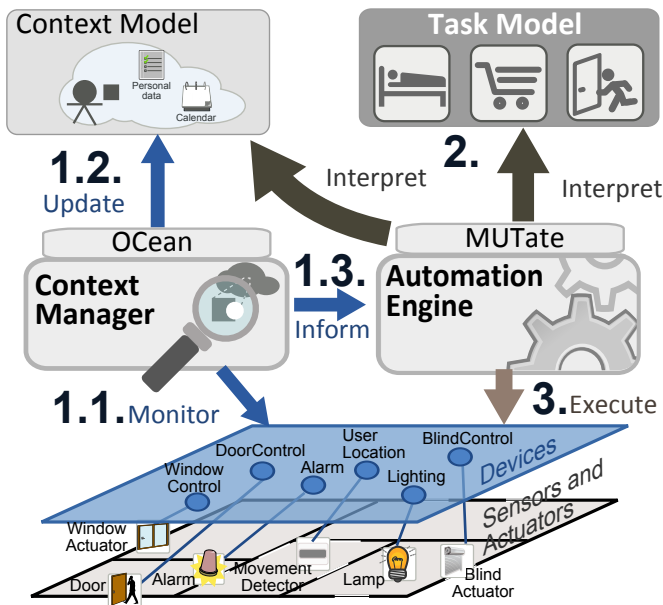 Context Model
Personal
data
Calendar
Task Model
1.2.
Update
Interpret
2.
Interpret
OCean
Context
Manager
1.3.
Inform
MUTate
Automation
Engine
1.1. Monitor
3. Execute
Window
Control
DoorControl
Alarm
User
Location
Lighting
BlindControl
Devices
Sensors and
Actuators
Window
Actuator
Door
Alarm
Movement
Detector
Lamp
Blind
Actuator